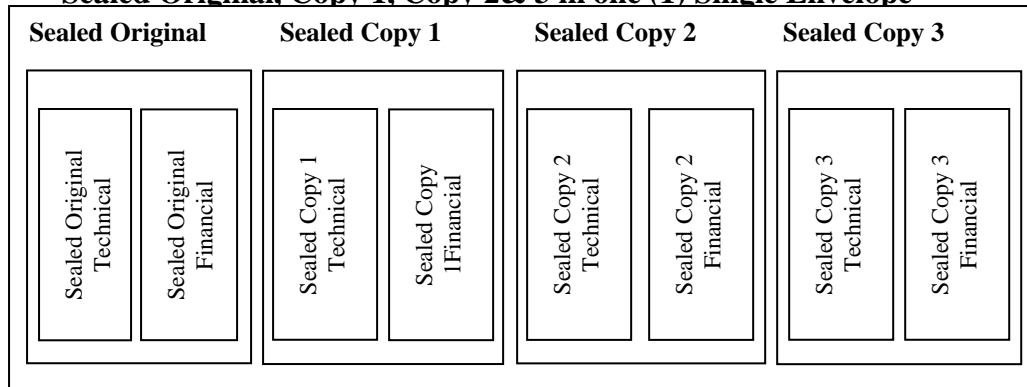 Sealed Original, Copy 1, Copy 2& 3 in one (1) Single Envelope
Sealed Original
Sealed Copy 1
Sealed Copy 2
Sealed Copy 3
Sealed Original
Technical
Sealed Original
Financial
Sealed Copy 1
Technical
Sealed Copy
1Financial
Sealed Copy 2
Technical
Sealed Copy 2
Financial
Sealed Copy 3
Technical
Sealed Copy 3
Financial